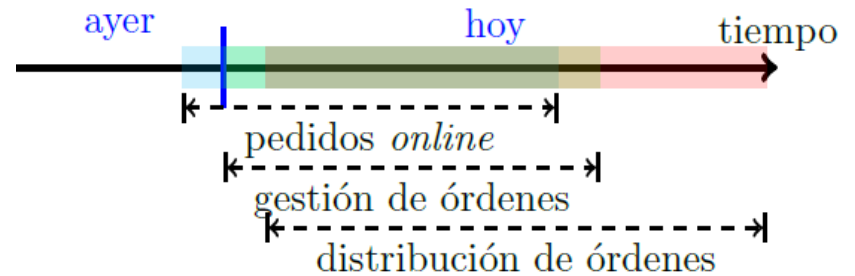 ayer hoy tiempo
pedidos online
gestión de órdenes
distribución de órdenes